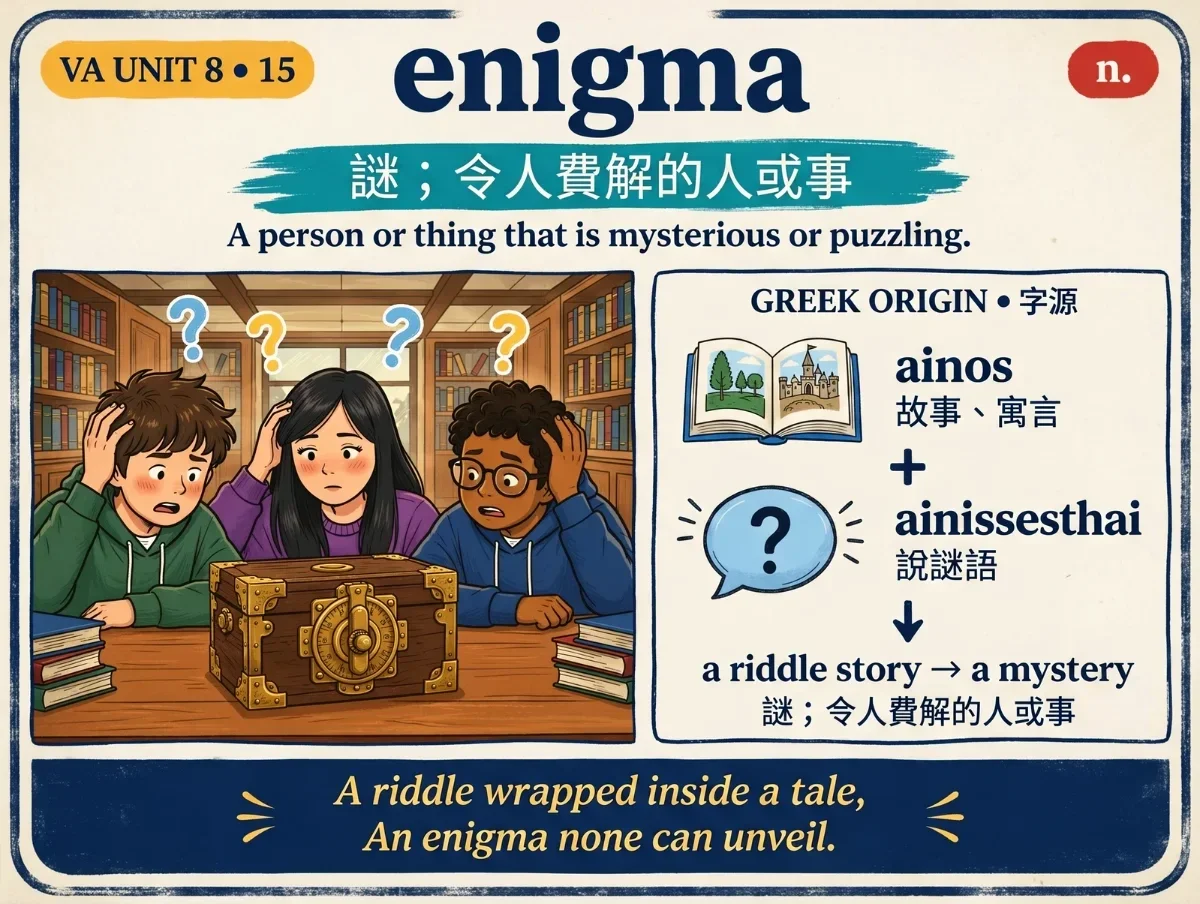 VA UNIT 8 • 15
enigma
n.
謎；令人費解的人或事
A person or thing that is mysterious or puzzling.
? ? ? ?
GREEK ORIGIN • 字源
ainos
故事、寓言
+
?
ainissesthai
說謎語
↓
a riddle story → a mystery
謎；令人費解的人或事
A riddle wrapped inside a tale,
An enigma none can unveil.